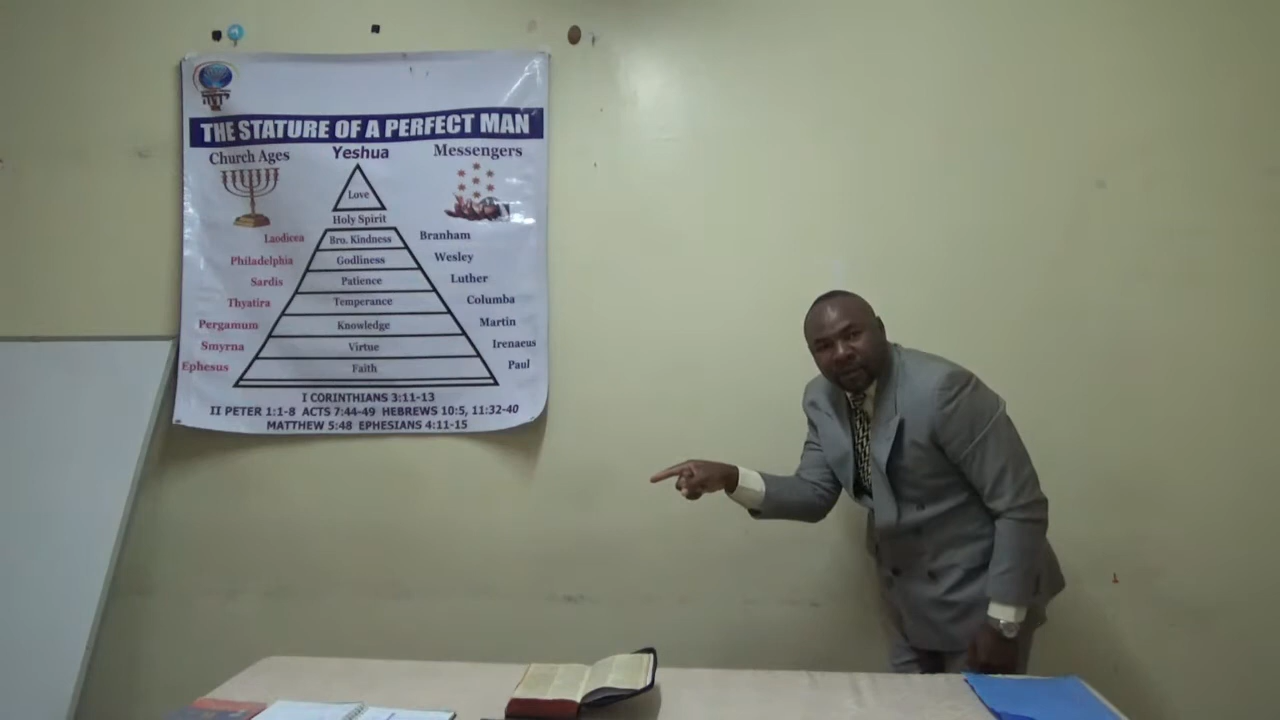 THE STATURE OF A PERFECT MAN
Church Ages Yeshua Messengers
Love
Holy Spirit
Laodicea Bro. Kindness Branham
Philadelphia Godliness Wesley
Sardis Patience Luther
Thyatira Temperance Columba
Pergamum Knowledge Martin
Smyrna Virtue Irenaeus
Ephesus Faith Paul
I CORINTHIANS 3:11-13
II PETER 1:1-8 ACTS 7:44-49 HEBREWS 10:5, 11:32-40
MATTHEW 5:48 EPHESIANS 4:11-15